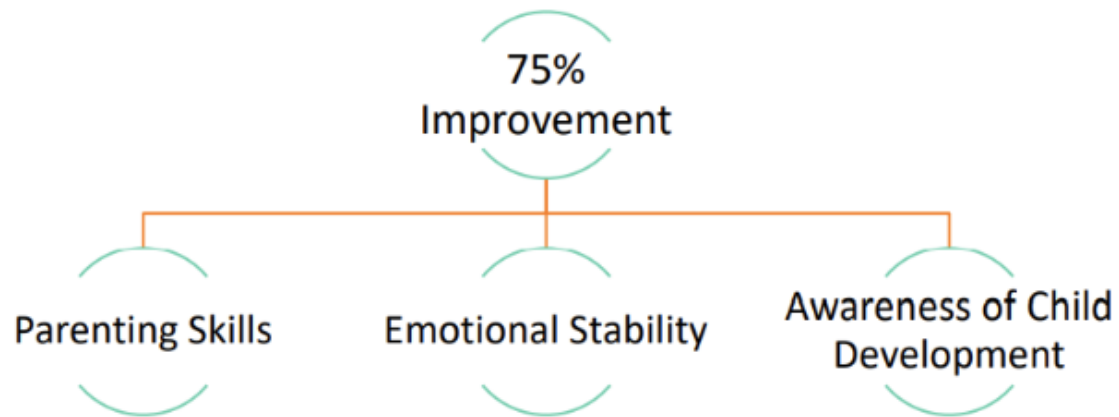 75%
Improvement
Parenting Skills
Emotional Stability
Awareness of Child
Development